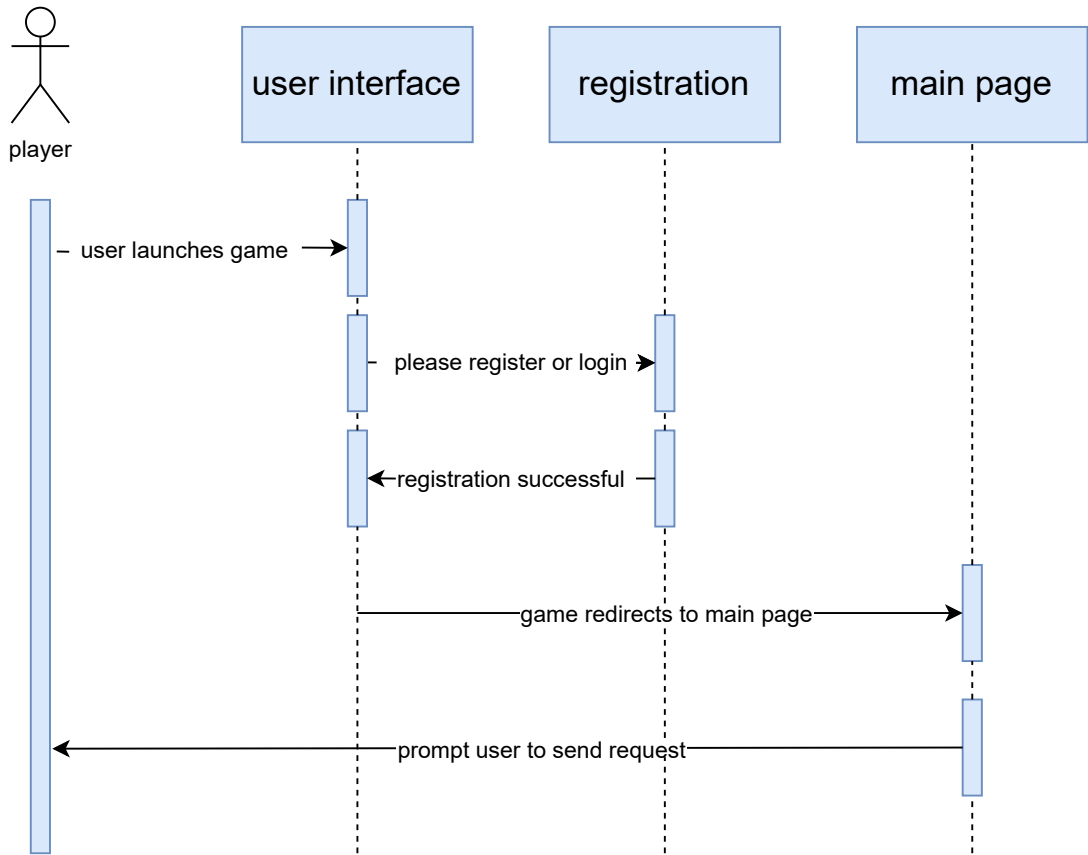 user interface
registration
main page
player
user launches game
please register or login
registration successful
game redirects to main page
prompt user to send request